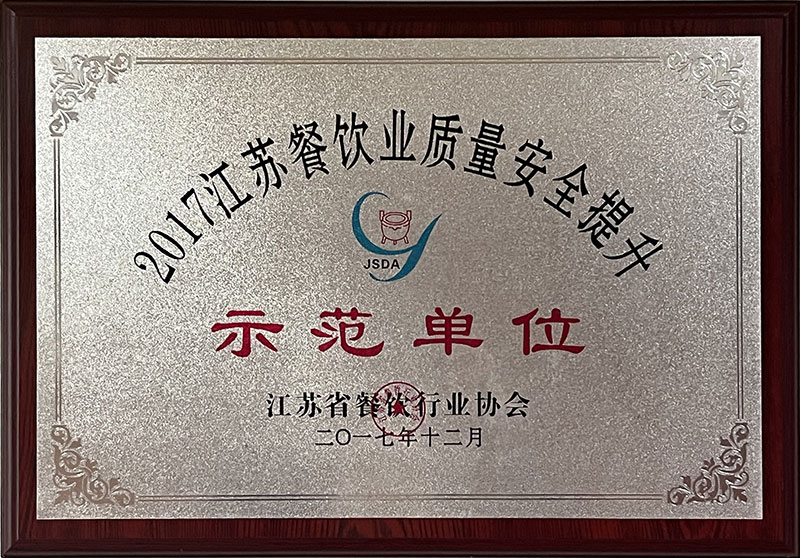 2017江苏餐饮业质量安全提升
JSDA
示范单位
江苏省餐饮行业协会
二〇一七年十二月